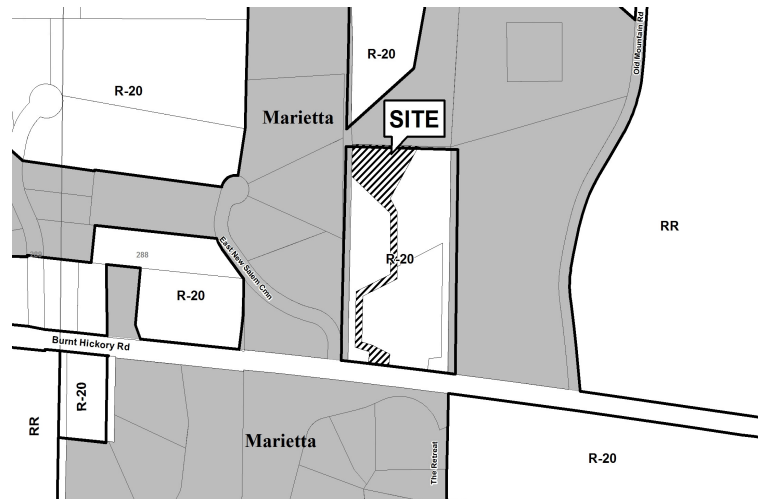 Old Mountain Rd
R-20
R-20
Marietta
SITE
RR
East New Salem Cmn
288
R-20
R-20
Burnt Hickory Rd
R-20
RR
Marietta
The Retreat
R-20